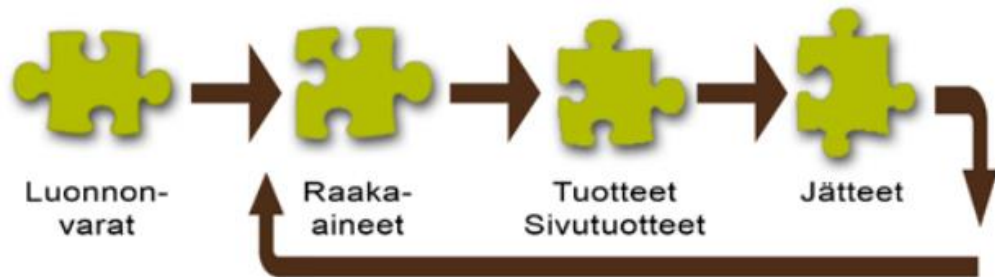 Luonnon-
varat
Raaka-
aineet
Tuotteet
Sivutuotteet
Jätteet